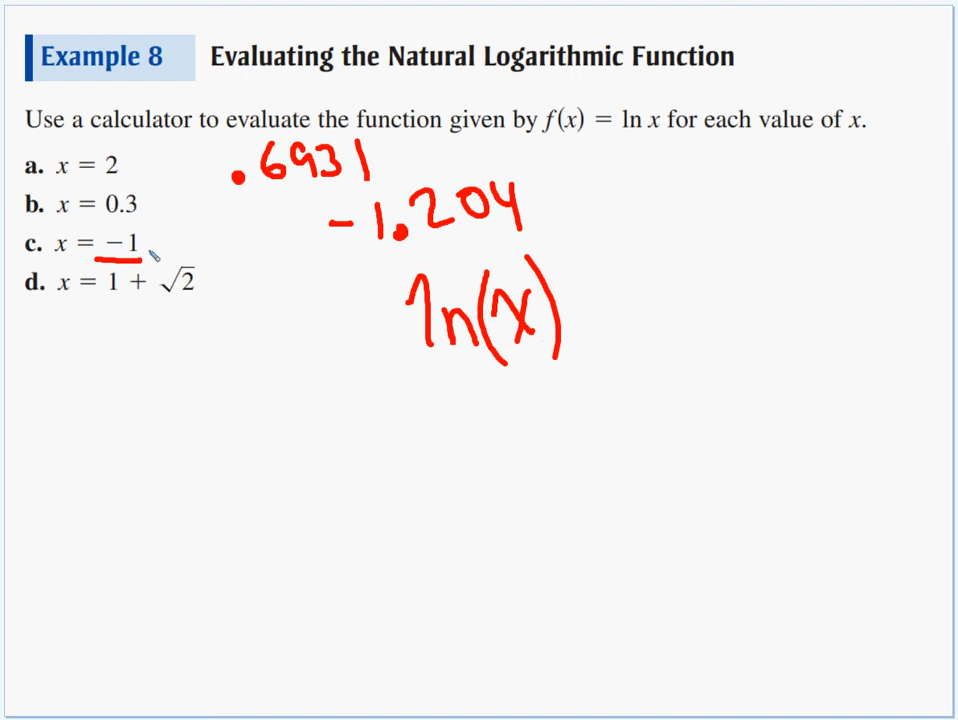 Example 8 Evaluating the Natural Logarithmic Function
Use a calculator to evaluate the function given by f(x) = ln x for each value of x.
a. x = 2
.6931
b. x = 0.3
-1.204
c. x = −1
d. x = 1 + √2
ln(x)